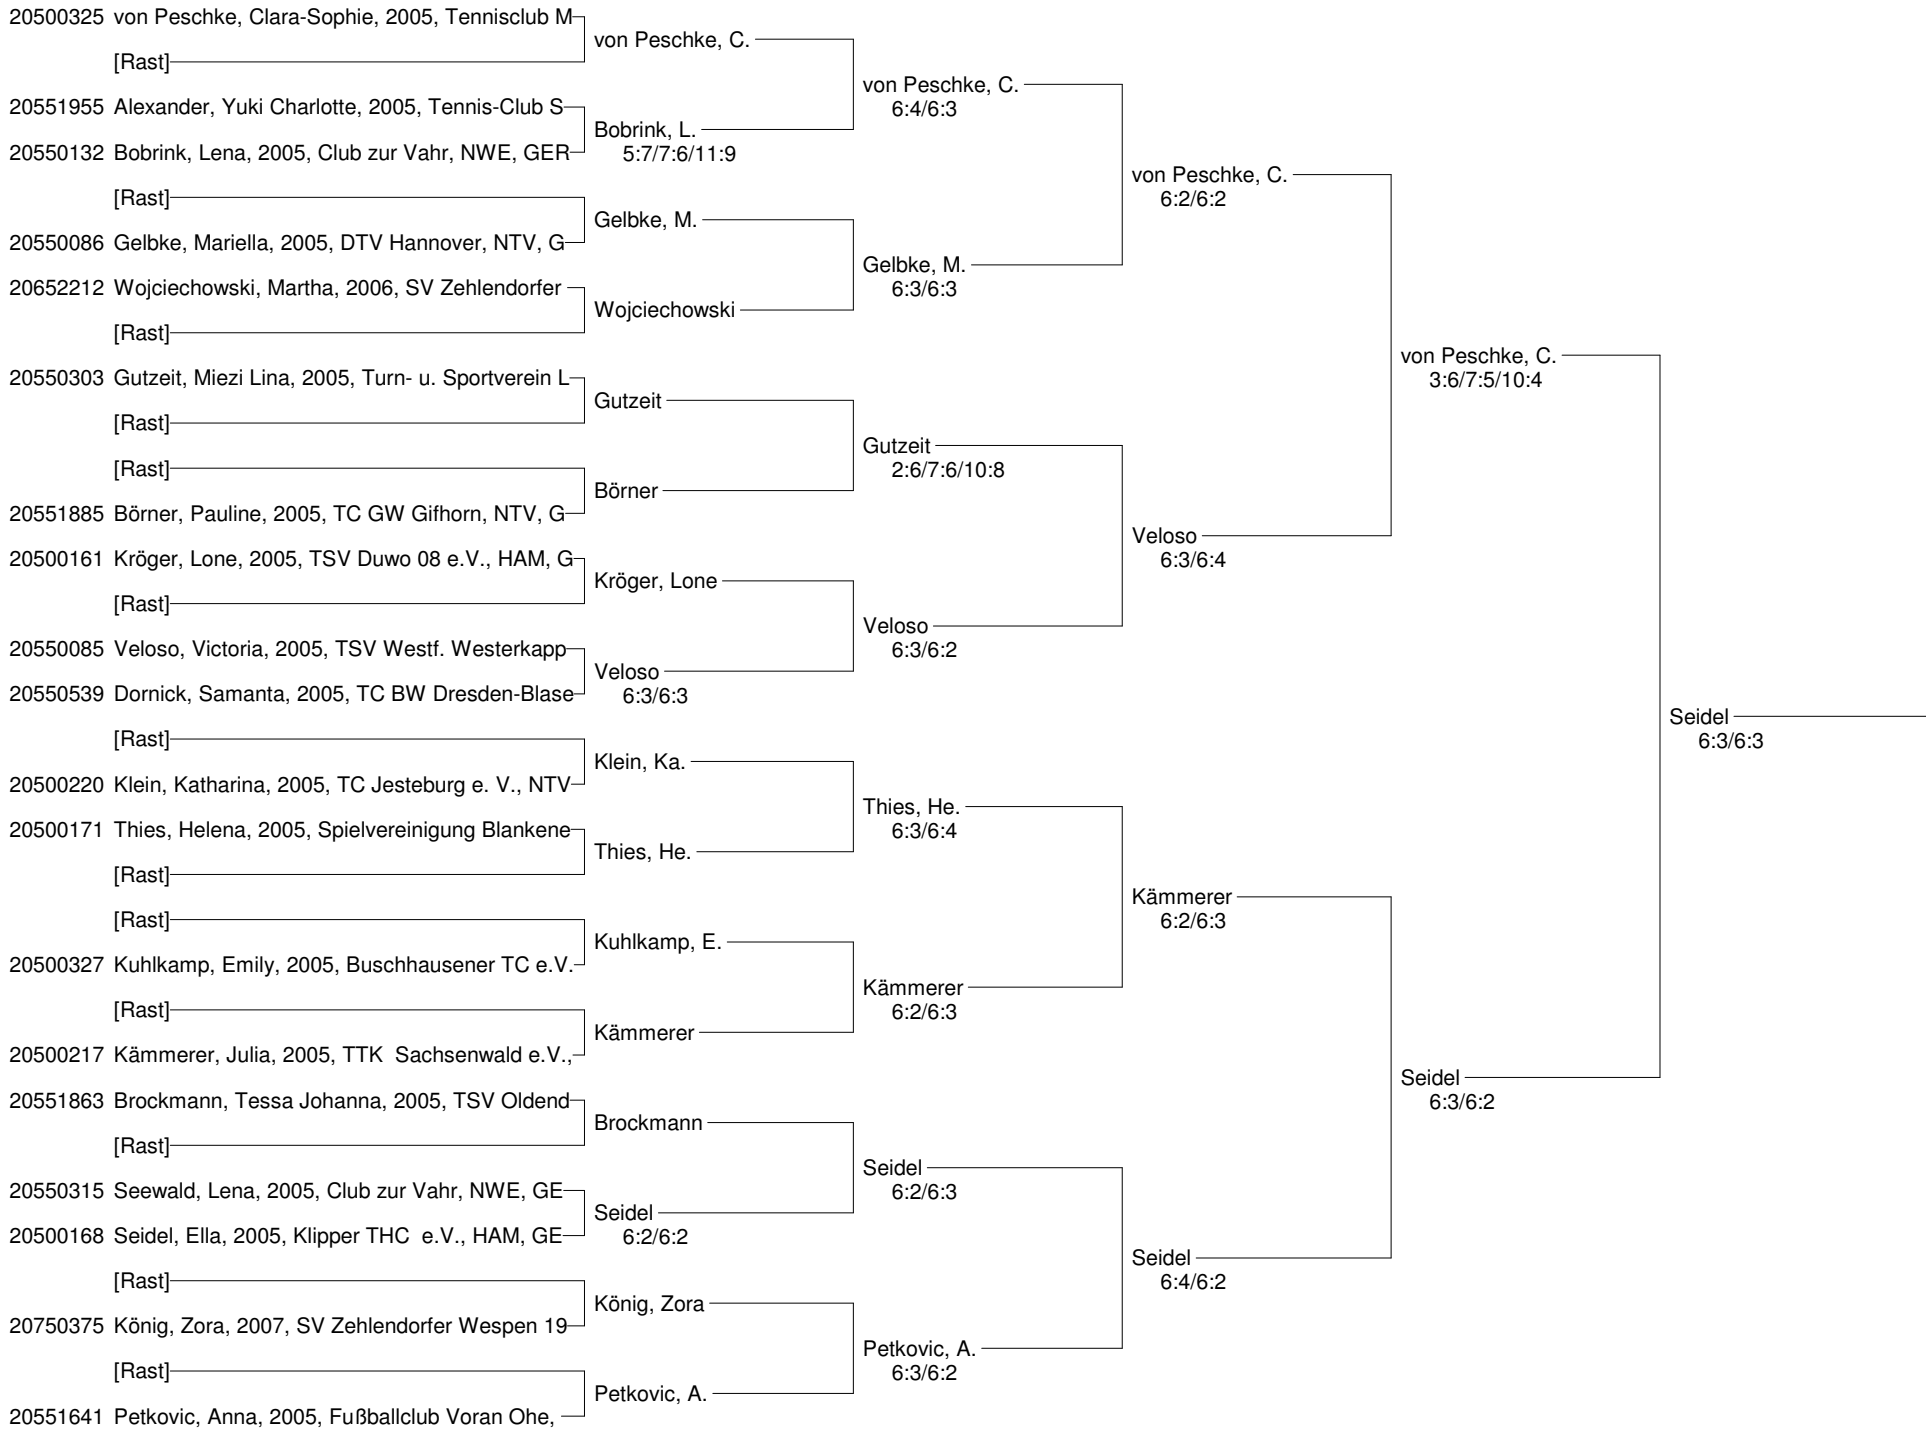 20500325 von Peschke, Clara-Sophie, 2005, Tennisclub M
[Rast]
20551955 Alexander, Yuki Charlotte, 2005, Tennis-Club S
20550132 Bobrink, Lena, 2005, Club zur Vahr, NWE, GER
[Rast]
20550086 Gelbke, Mariella, 2005, DTV Hannover, NTV, G
20652212 Wojciechowski, Martha, 2006, SV Zehlendorfer
[Rast]
20550303 Gutzeit, Miezi Lina, 2005, Turn- u. Sportverein L
[Rast]
[Rast]
20551885 Börner, Pauline, 2005, TC GW Gifhorn, NTV, G
20500161 Kröger, Lone, 2005, TSV Duwo 08 e.V., HAM, G
[Rast]
20550085 Veloso, Victoria, 2005, TSV Westf. Westerkapp
20550539 Dornick, Samanta, 2005, TC BW Dresden-Blase
[Rast]
20500220 Klein, Katharina, 2005, TC Jesteburg e. V., NTV
20500171 Thies, Helena, 2005, Spielvereinigung Blankene
[Rast]
[Rast]
20500327 Kuhlkamp, Emily, 2005, Buschhausener TC e.V.
[Rast]
20500217 Kämmerer, Julia, 2005, TTK  Sachsenwald e.V.,
20551863 Brockmann, Tessa Johanna, 2005, TSV Oldend
[Rast]
20550315 Seewald, Lena, 2005, Club zur Vahr, NWE, GE
20500168 Seidel, Ella, 2005, Klipper THC  e.V., HAM, GE
[Rast]
20750375 König, Zora, 2007, SV Zehlendorfer Wespen 19
[Rast]
20551641 Petkovic, Anna, 2005, Fußballclub Voran Ohe,
von Peschke, C.
Bobrink, L.
5:7/7:6/11:9
Gelbke, M.
Wojciechowski
Gutzeit
Börner
Kröger, Lone
Veloso
6:3/6:3
Klein, Ka.
Thies, He.
Kuhlkamp, E.
Kämmerer
Brockmann
Seidel
6:2/6:2
König, Zora
Petkovic, A.
von Peschke, C.
6:4/6:3
Gelbke, M.
6:3/6:3
Gutzeit
2:6/7:6/10:8
Veloso
6:3/6:2
Thies, He.
6:3/6:4
Kämmerer
6:2/6:3
Seidel
6:2/6:3
Petkovic, A.
6:3/6:2
von Peschke, C.
6:2/6:2
Veloso
6:3/6:4
Kämmerer
6:2/6:3
Seidel
6:4/6:2
von Peschke, C.
3:6/7:5/10:4
Seidel
6:3/6:2
Seidel
6:3/6:3